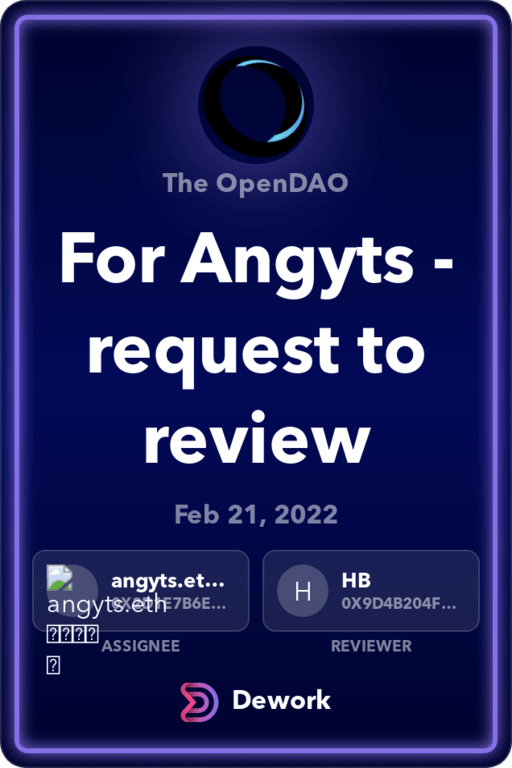 The OpenDAO
For Angyts -
request to
review
Feb 21, 2022
angyts.et...
angyts.eth
ASSIGNEE
HB
0X9D4B204F...
REVIEWER
Dework